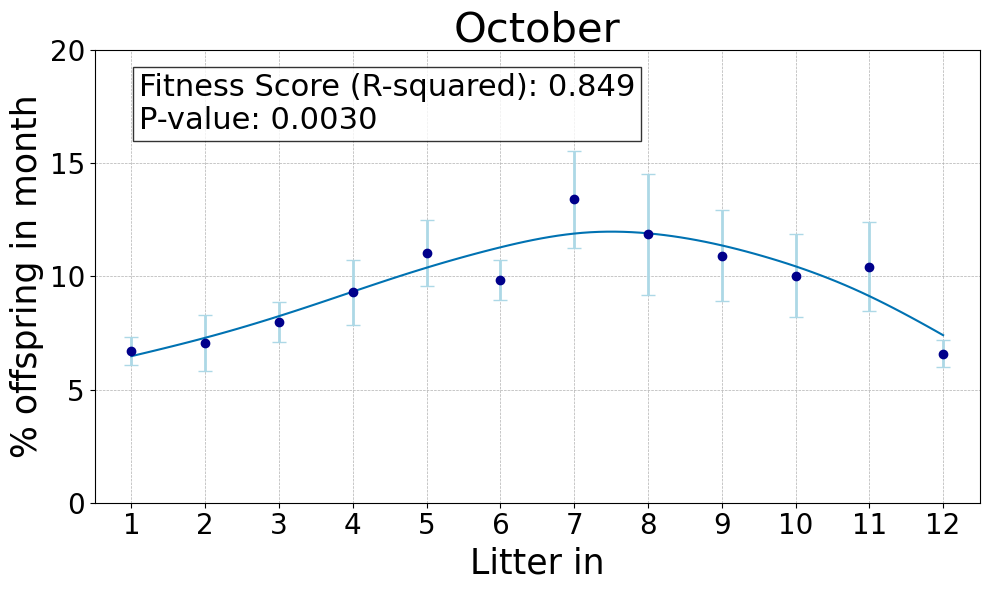 October
Fitness Score (R-squared): 0.849
P-value: 0.0030
% offspring in month
20
15
10
5
0
1 2 3 4 5 6 7 8 9 10 11 12
Litter in